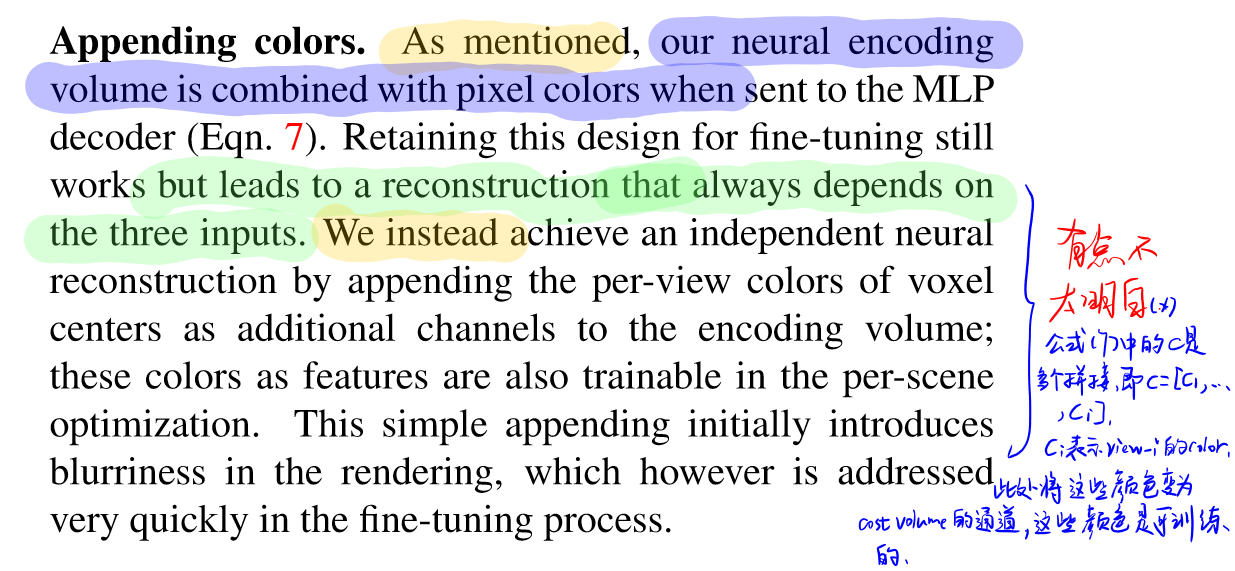 Appending colors. As mentioned, our neural encoding
volume is combined with pixel colors when sent to the MLP
decoder (Eqn. 7). Retaining this design for fine-tuning still
works but leads to a reconstruction that always depends on
the three inputs. We instead achieve an independent neural
reconstruction by appending the per-view colors of voxel
centers as additional channels to the encoding volume;
these colors as features are also trainable in the per-scene
optimization. This simple appending initially introduces
blurriness in the rendering, which however is addressed
very quickly in the fine-tuning process.
有点不
太明白(x)
公式(7)中的c是
多个拼接,即c=[c₁,...
,cᵢ],
cᵢ表示view-i的color,
此处将这些颜色变为
cost volume的通道,这些颜色是可训练
的.